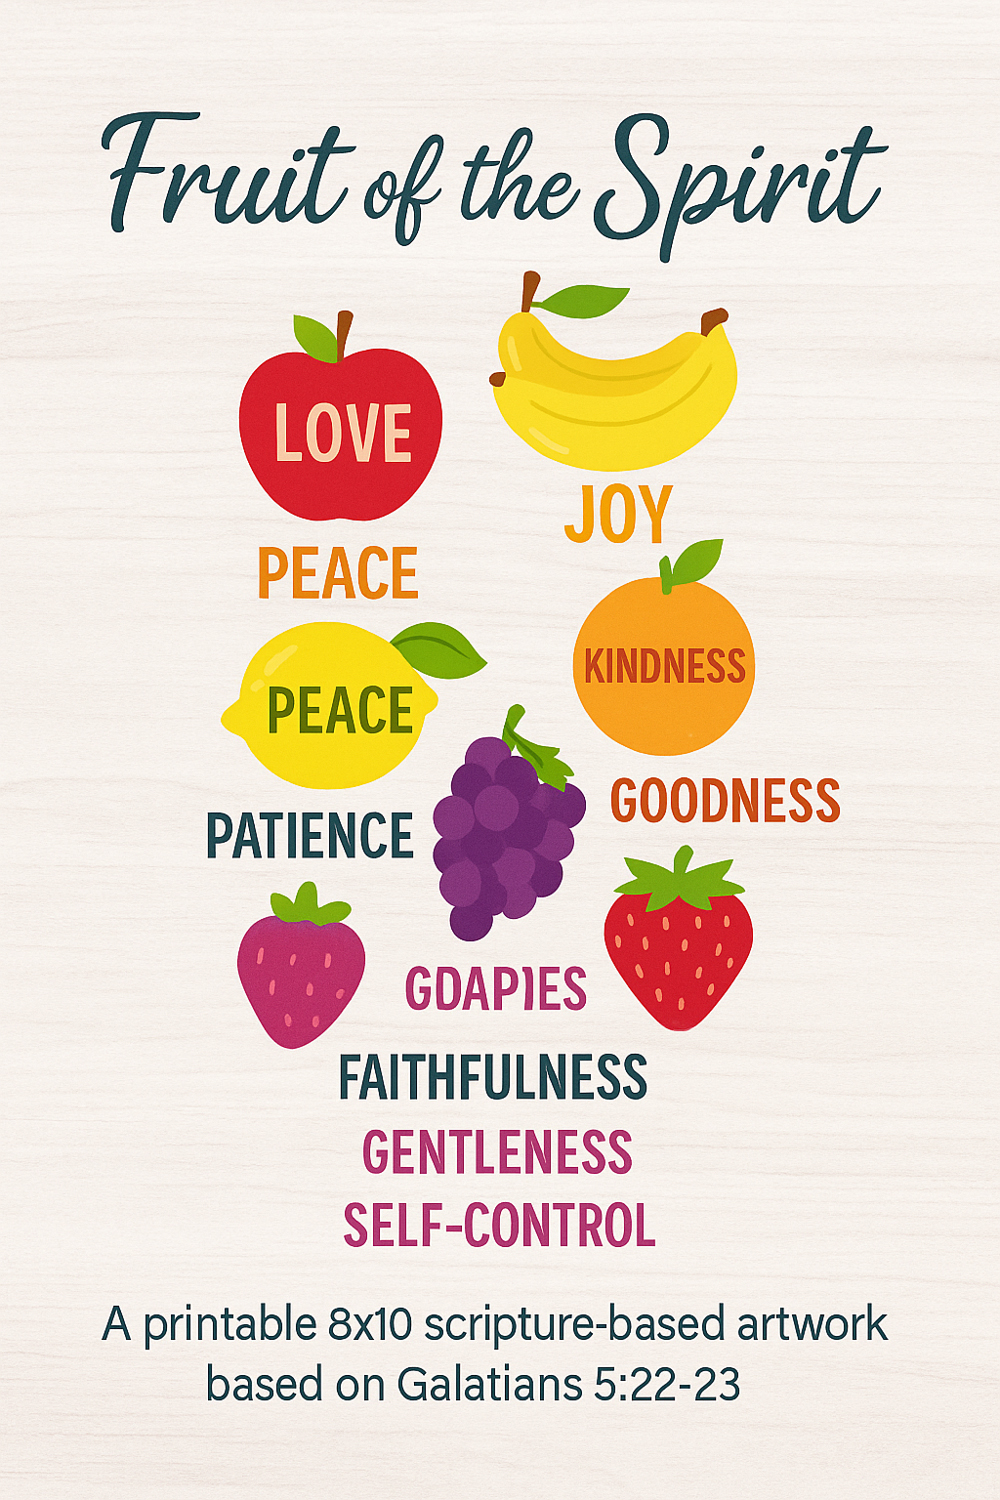 Fruit of the Spirit
LOVE
JOY
PEACE
PEACE
KINDNESS
PATIENCE
GOODNESS
GDAPIES
FAITHFULNESS
GENTLENESS
SELF-CONTROL
A printable 8x10 scripture-based artwork
based on Galatians 5:22-23